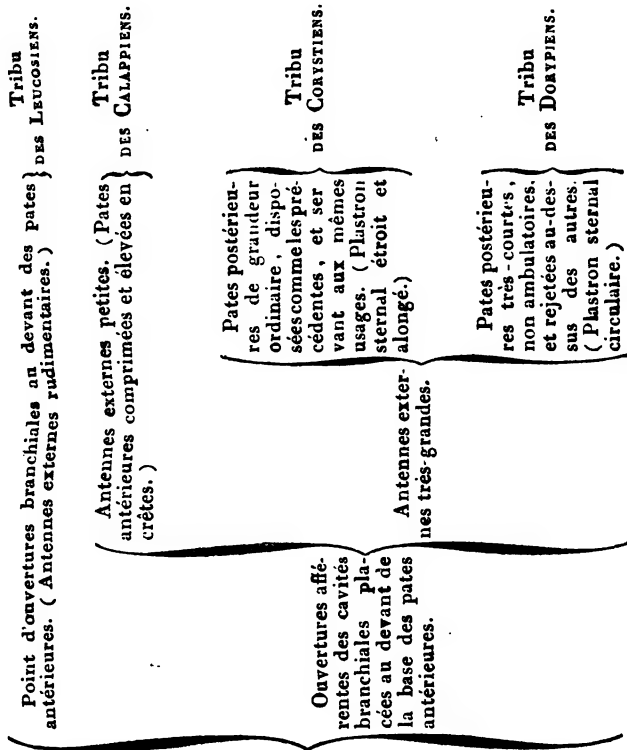 Point d'ouvertures branchiales au devant des pates
antérieures. (Antennes externes rudimentaires.)
Tribu
DES LEUCOSIENS.
Ouvertures affé-
rentes des cavités
branchiales pla-
cées au devant de
la base des pates
antérieures.
Antennes externes petites. (Pates
antérieures comprimées et élevées en
crêtes.)
Tribu
DES CALAPPIENS.
Antennes exter-
nes très-grandes.
Pates postérieu-
res de grandeur
ordinaire, dispo-
sées comme les pré-
cédentes, et ser
vant aux mêmes
usages. (Plastron
sternal étroit et
alongé.)
Tribu
DES CORYSTIENS.
Pates postérieu-
res très-courtes,
non ambulatoires.
et rejetées au-des-
sus des autres.
(Plastron sternal
circulaire.)
Tribu
DES DORYPIENS.